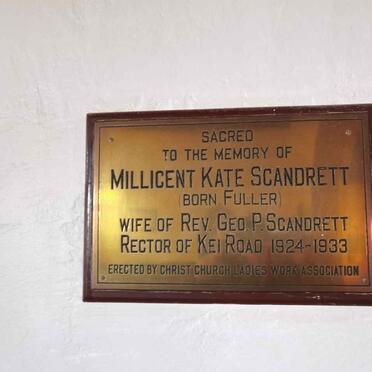 SACRED
TO THE MEMORY OF
MILLICENT KATE SCANDRETT
(BORN FULLER)
WIFE OF REV. GEO. P. SCANDRETT
RECTOR OF KEI ROAD 1924-1933
ERECTED BY CHRIST CHURCH LADIES WORK ASSOCIATION